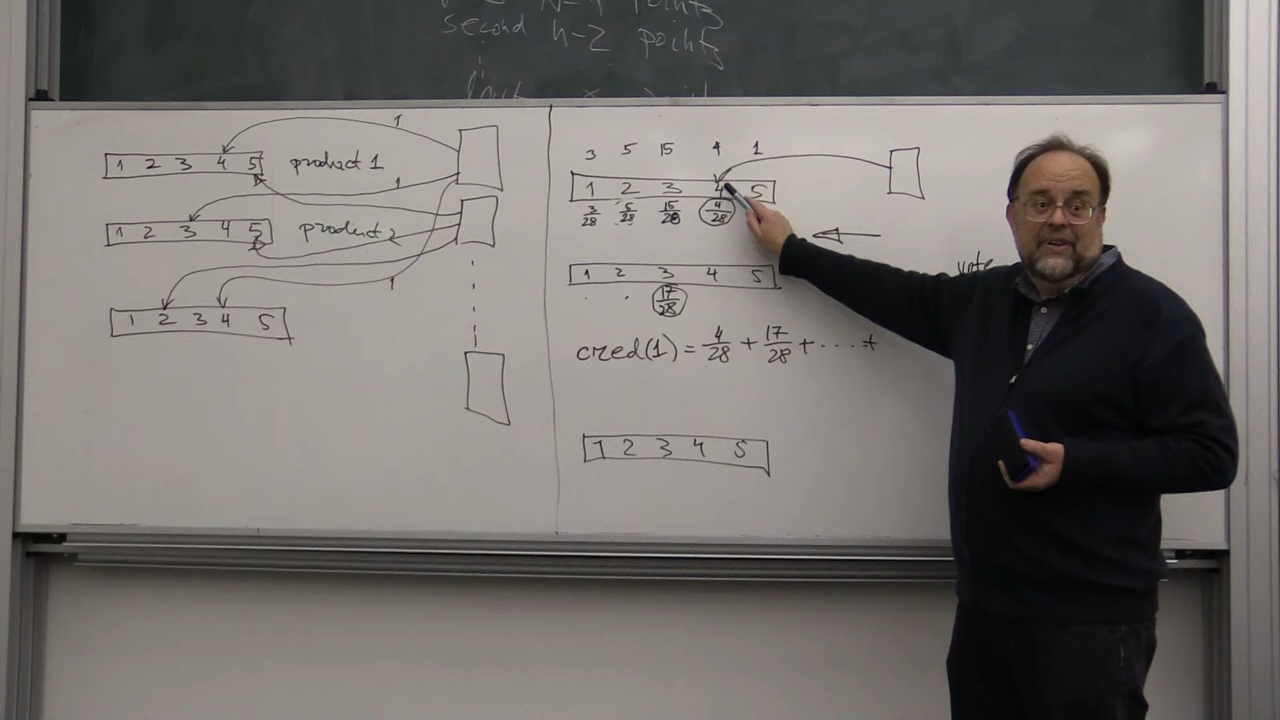 second n-2 points
1
1 2 3 4 5 product 1
1
1 2 3 4 5 product 2
1
1 2 3 4 5
3 5 15 4 1
1 2 3 4 5
3/28 5/28 15/28 4/28
1 2 3 4 5
17/28
cred(1) = 4/28 + 17/28 + .... +
1 2 3 4 5
vote